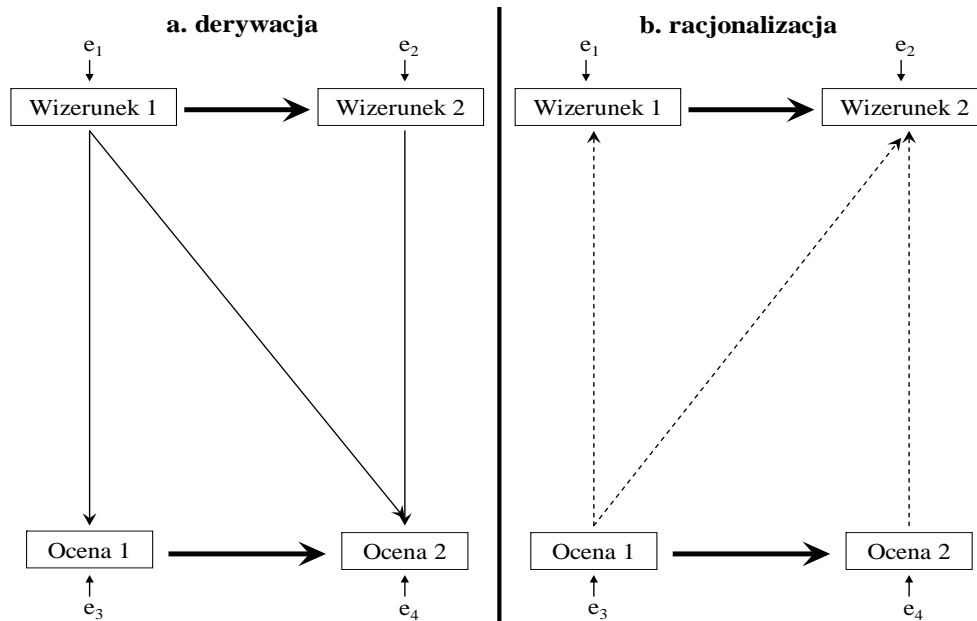 a. derywacja
e1
e2
Wizerunek 1
Wizerunek 2
Ocena 1
Ocena 2
e3
e4
b. racjonalizacja
e1
e2
Wizerunek 1
Wizerunek 2
Ocena 1
Ocena 2
e3
e4